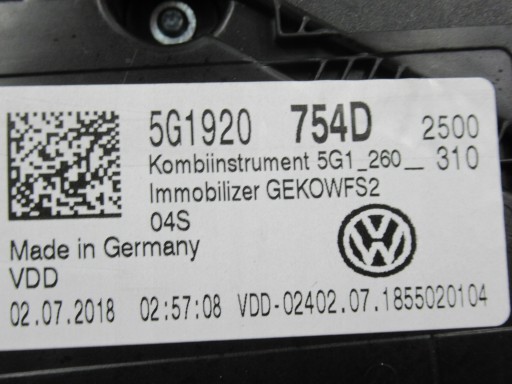 5G1920 754D 2500
Kombiinstrument 5G1_260__ 310
Immobilizer GEKOWFS2
04S
Made in Germany
VDD
02.07.2018 02:57:08 VDD-02402.07.1855020104